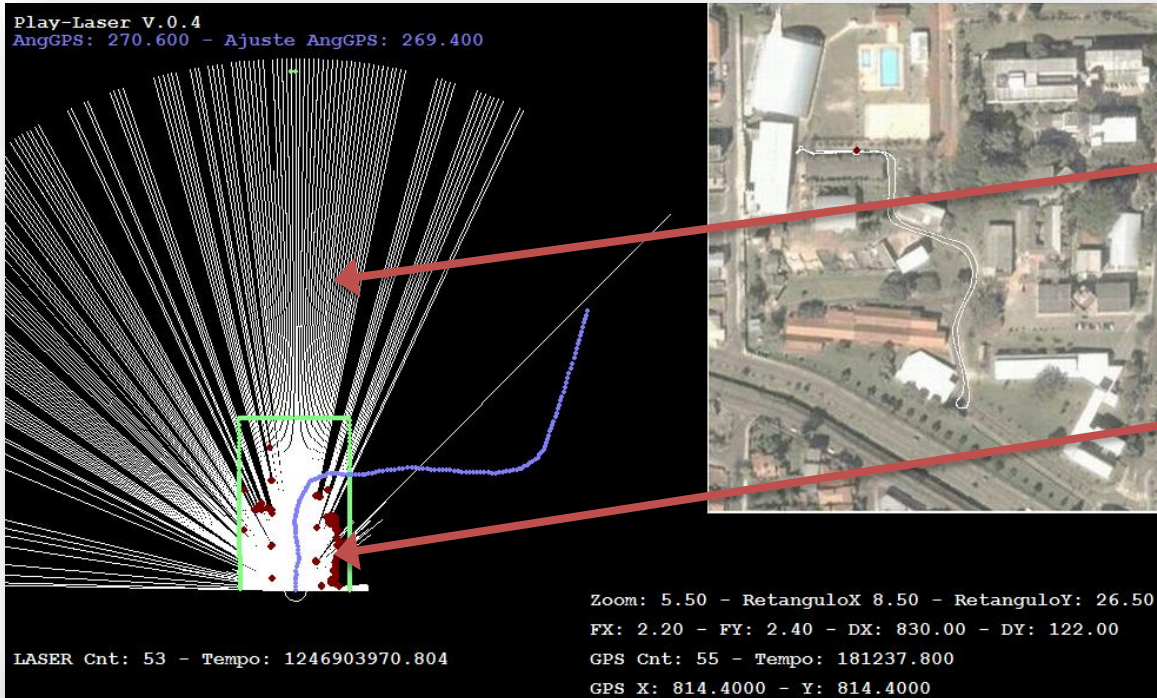 Play-Laser V.0.4
AngGPS: 270.600 - Ajuste AngGPS: 269.400
LASER Cnt: 53 - Tempo: 1246903970.804
Zoom: 5.50 - RetanguloX 8.50 - RetanguloY: 26.50
FX: 2.20 - FY: 2.40 - DX: 830.00 - DY: 122.00
GPS Cnt: 55 - Tempo: 181237.800
GPS X: 814.4000 - Y: 814.4000